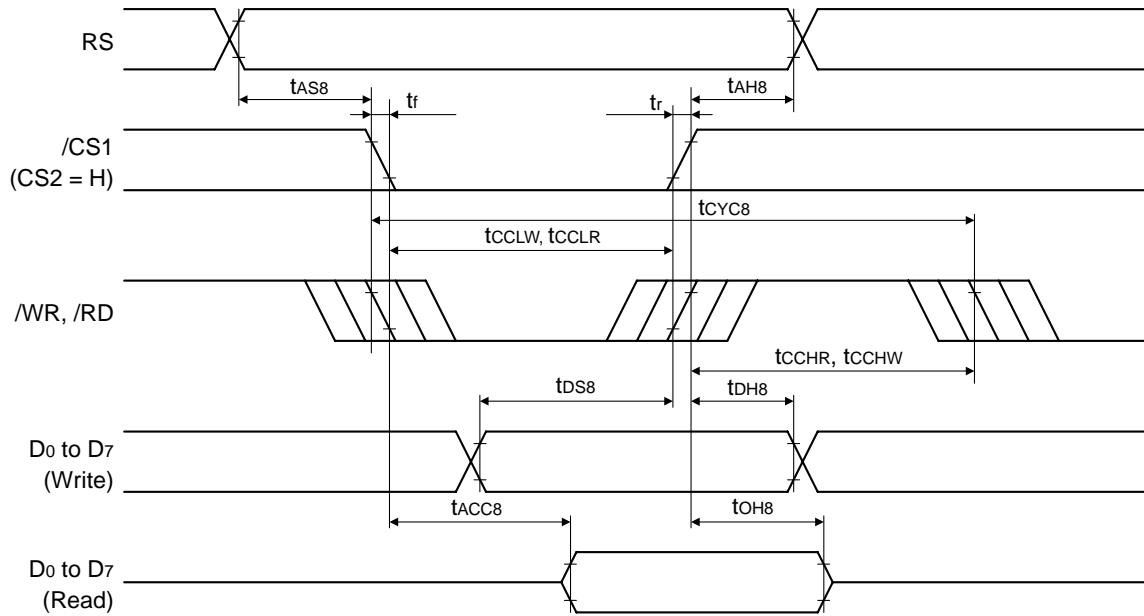 RS
tAS8
tf
tr
tAH8
/CS1
(CS2 = H)
tCYC8
tCCLW, tCCLR
/WR, /RD
tCCHR, tCCHW
tDS8
tDH8
D0 to D7
(Write)
tACC8
tOH8
D0 to D7
(Read)